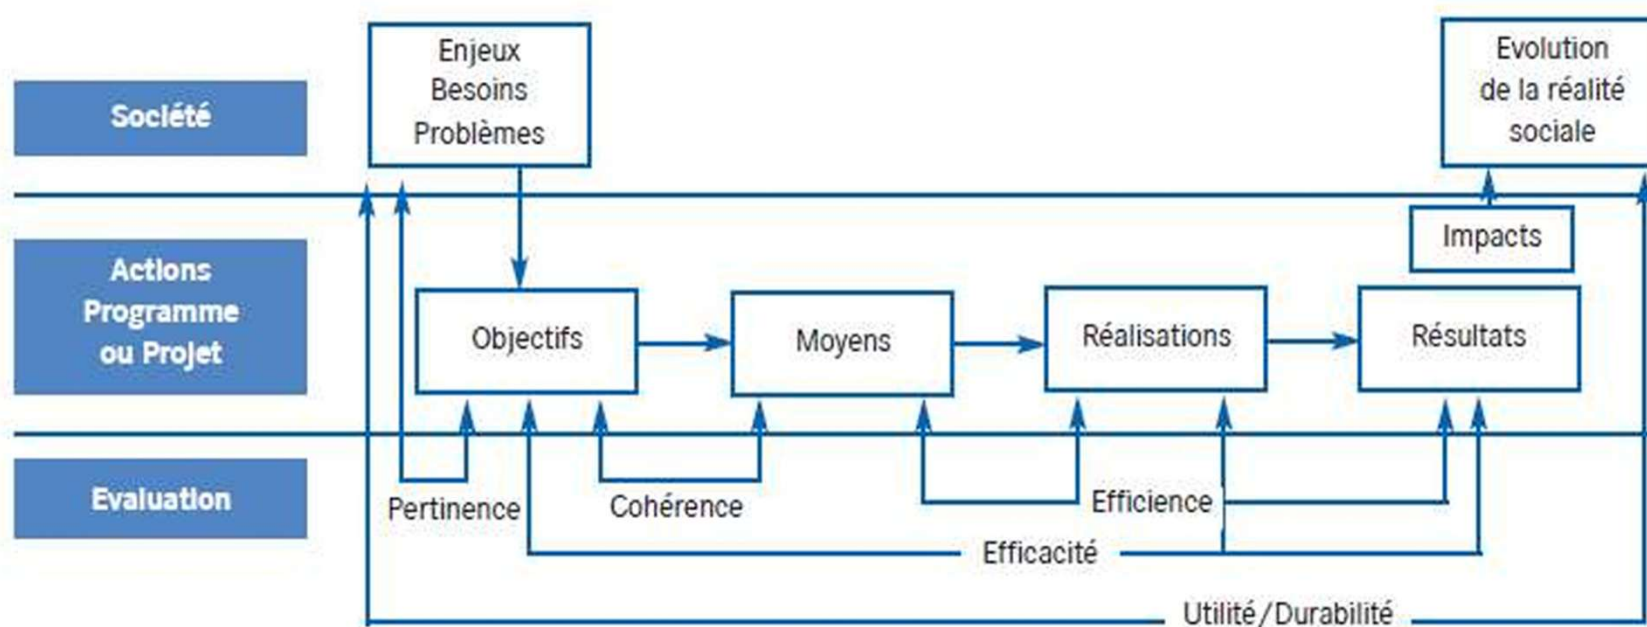 Enjeux
Besoins
Problèmes
Evolution
de la réalité
sociale
Société
Impacts
Actions
Programme
ou Projet
Objectifs
Moyens
Réalisations
Résultats
Evaluation
Pertinence
Cohérence
Efficience
Efficacité
Utilité/Durabilité